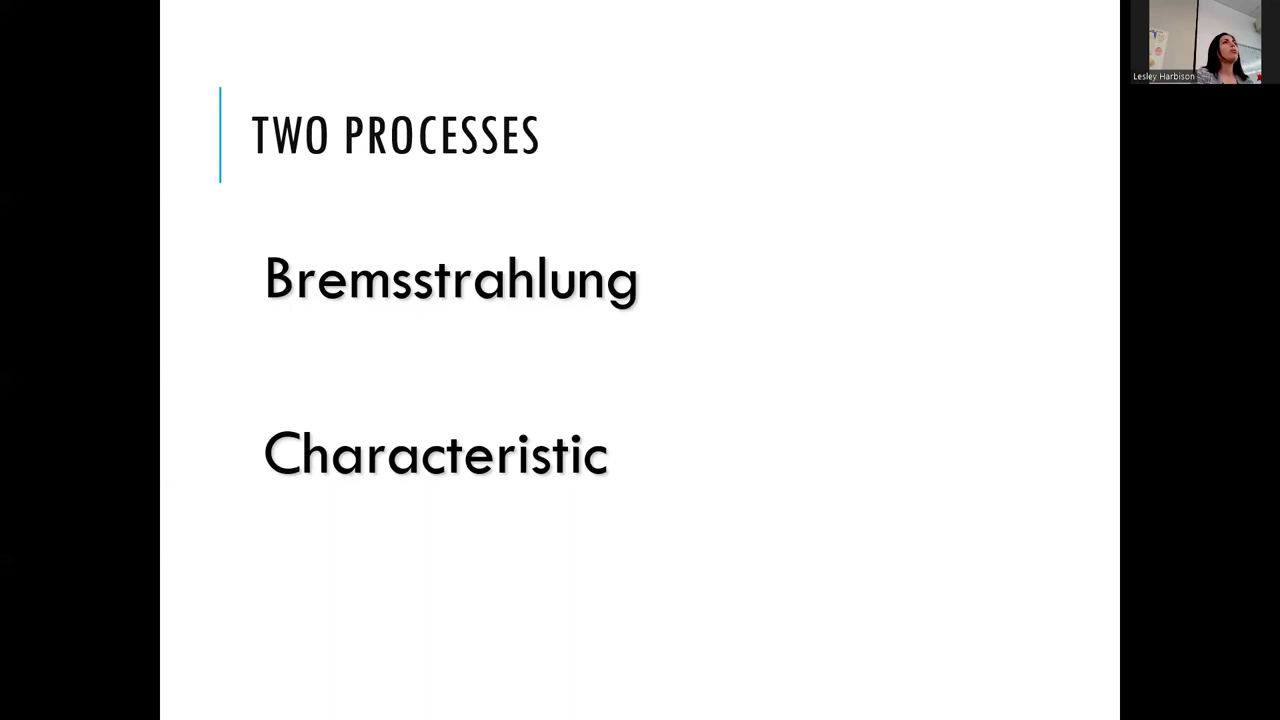 TWO PROCESSES
Bremsstrahlung
Characteristic
Lesley Harbison